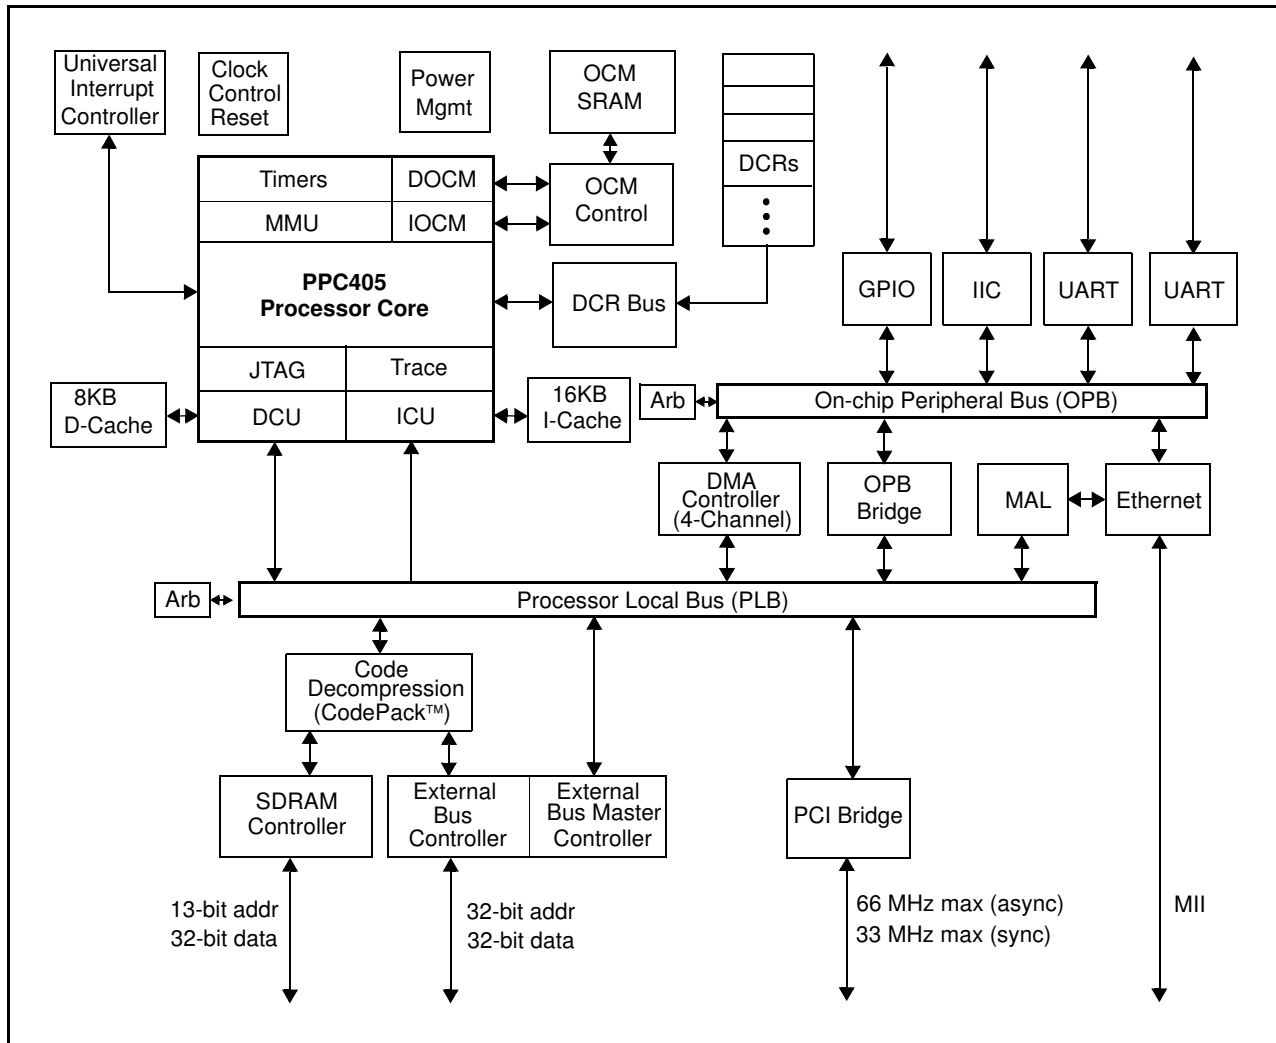 Universal
Interrupt
Controller
Clock
Control
Reset
Power
Mgmt
OCM
SRAM
DCRs
Timers
DOCM
MMU
IOCM
OCM
Control
PPC405
Processor Core
DCR Bus
GPIO
IIC
UART
UART
JTAG
Trace
DCU
ICU
8KB
D-Cache
16KB
I-Cache
Arb
On-chip Peripheral Bus (OPB)
DMA
Controller
(4-Channel)
OPB
Bridge
MAL
Ethernet
Arb
Processor Local Bus (PLB)
Code
Decompression
(CodePack™)
SDRAM
Controller
External
Bus
Controller
External
Bus Master
Controller
PCI Bridge
13-bit addr
32-bit data
32-bit addr
32-bit data
66 MHz max (async)
33 MHz max (sync)
MII